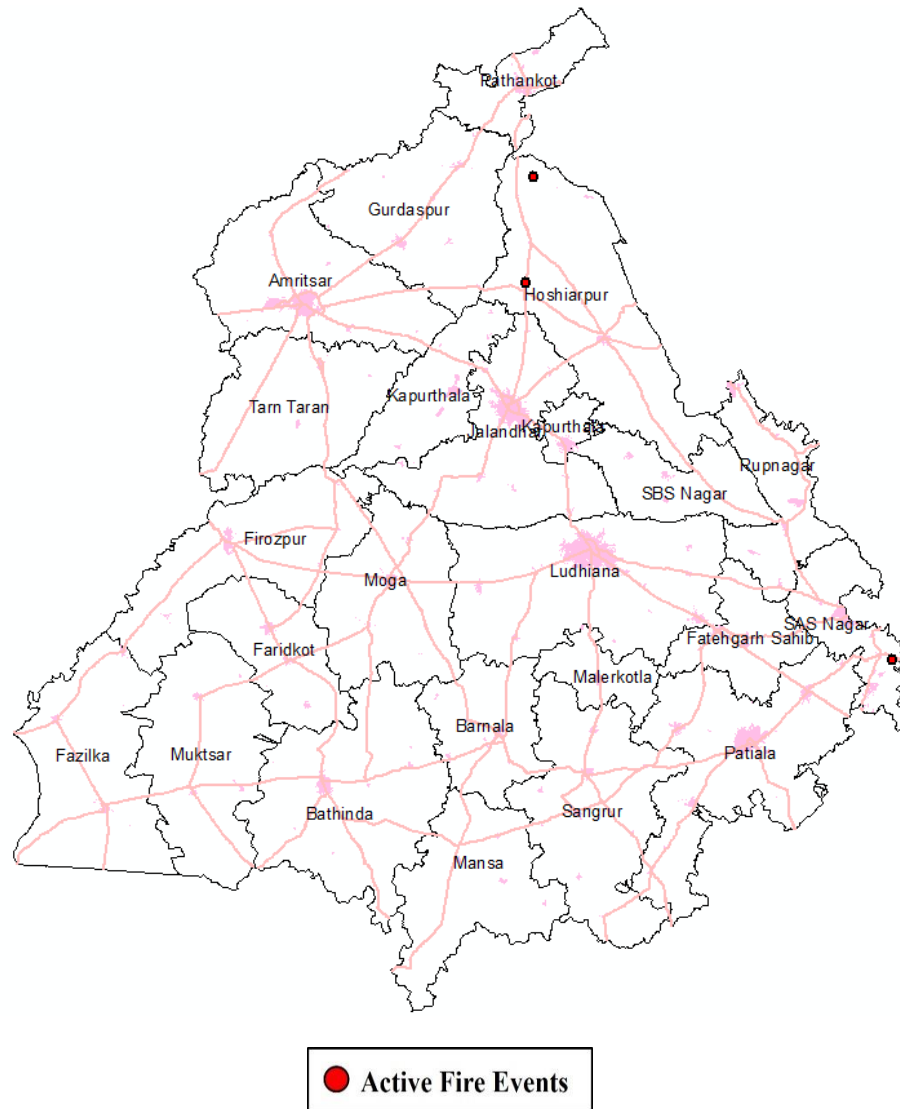 Pathankot
Gurdaspur
Amritsar
Hoshiarpur
Tarn Taran
Kapurthala
Jalandhar
Kapurthala
Rupnagar
SBS Nagar
Firozpur
Moga
Ludhiana
SAS Nagar
Fatehgarh Sahib
Faridkot
Malerkotla
Barnala
Fazilka
Muktsar
Patiala
Bathinda
Sangrur
Mansa
Active Fire Events